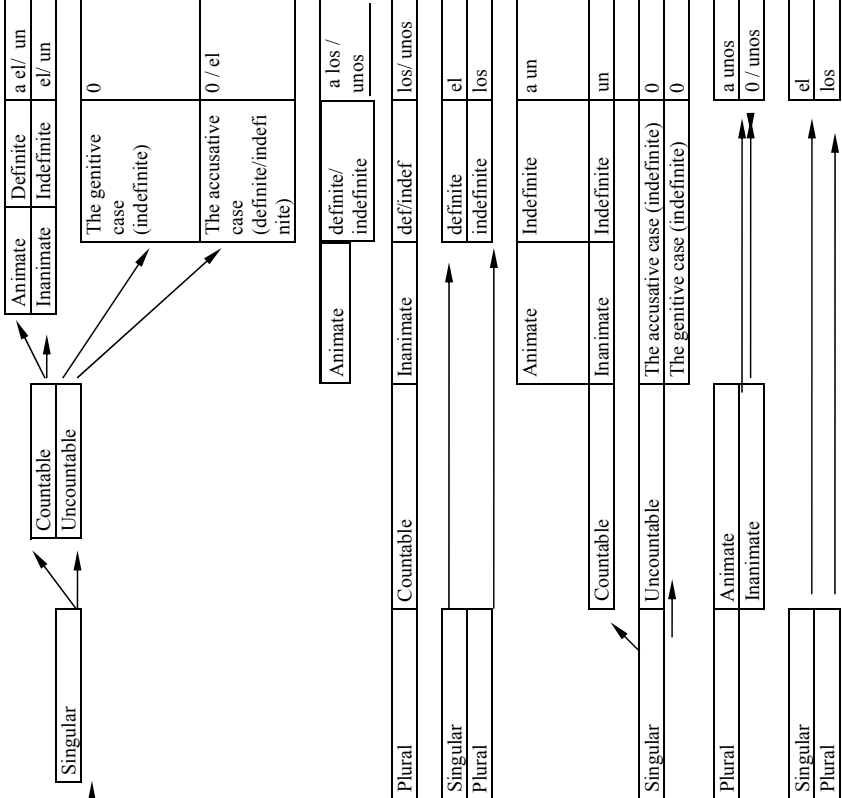 Animate Definite a el/ un
Countable Inanimate Indefinite el/ un
Singular Uncountable
The genitive 0
case
(indefinite)
The accusative 0 / el
case
(definite/indefi
nite)
Animate definite/ a los /
indefinite unos
Plural Countable Inanimate def/indef los/ unos
Singular definite el
Plural indefinite los
Animate Indefinite a un
Countable Inanimate Indefinite un
Singular Uncountable The accusative case (indefinite) 0
The genitive case (indefinite) 0
Plural Animate a unos
Inanimate 0 / unos
Singular el
Plural los